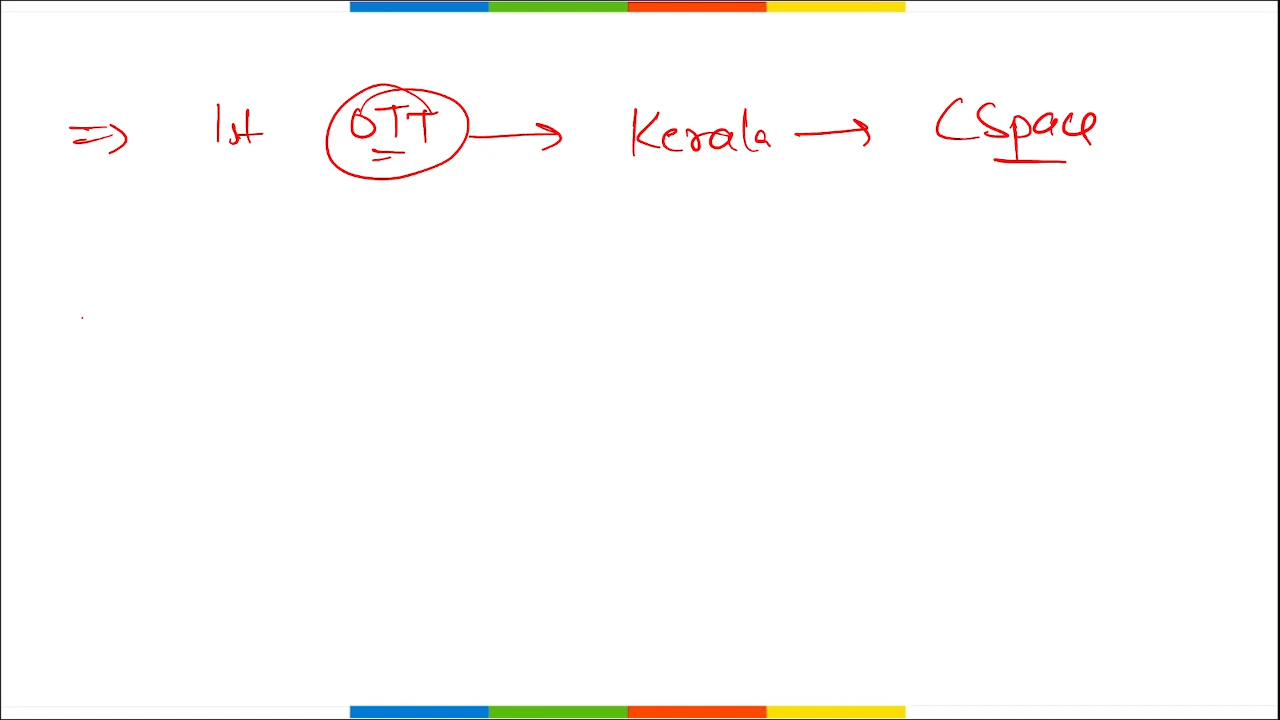 ⇒ 1st OTT → Kerala → CSpace